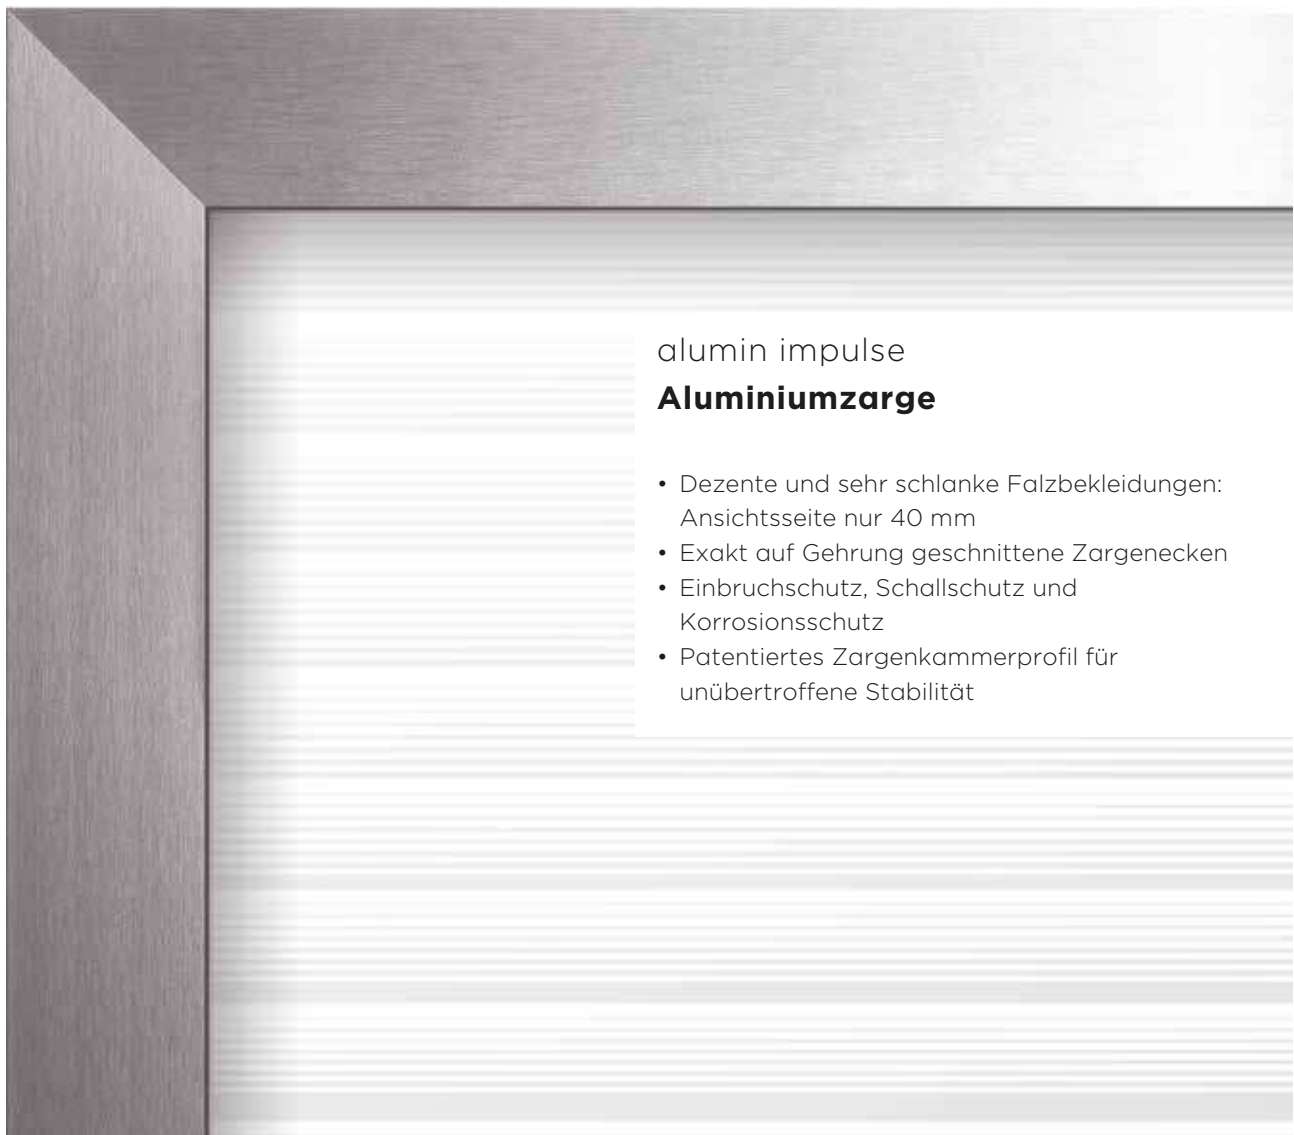 alumin impulse
Aluminiumzarge
• Dezente und sehr schlanke Falzbekleidungen:
Ansichtsseite nur 40 mm
• Exakt auf Gehrung geschnittene Zargenecken
• Einbruchschutz, Schallschutz und
Korrosionsschutz
• Patentiertes Zargenkammerprofil für
unübertroffene Stabilität